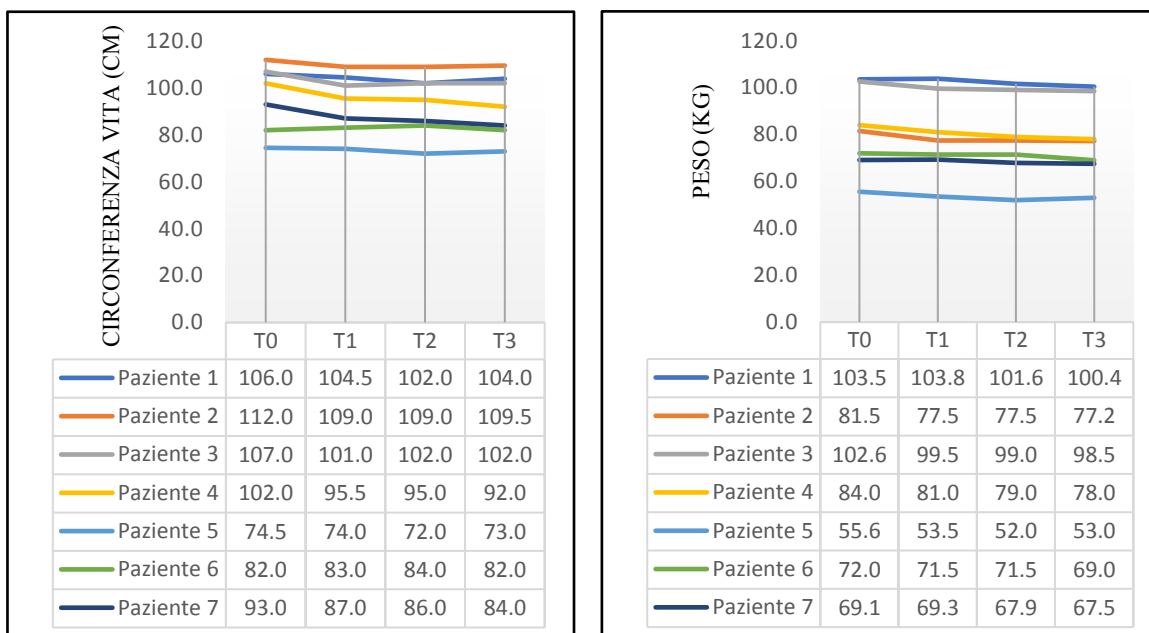 CIRCONFERENZA VITA (CM)
120.0
100.0
80.0
60.0
40.0
20.0
0.0
T0 T1 T2 T3
Paziente 1 106.0 104.5 102.0 104.0
Paziente 2 112.0 109.0 109.0 109.5
Paziente 3 107.0 101.0 102.0 102.0
Paziente 4 102.0 95.5 95.0 92.0
Paziente 5 74.5 74.0 72.0 73.0
Paziente 6 82.0 83.0 84.0 82.0
Paziente 7 93.0 87.0 86.0 84.0
PESO (KG)
120.0
100.0
80.0
60.0
40.0
20.0
0.0
T0 T1 T2 T3
Paziente 1 103.5 103.8 101.6 100.4
Paziente 2 81.5 77.5 77.5 77.2
Paziente 3 102.6 99.5 99.0 98.5
Paziente 4 84.0 81.0 79.0 78.0
Paziente 5 55.6 53.5 52.0 53.0
Paziente 6 72.0 71.5 71.5 69.0
Paziente 7 69.1 69.3 67.9 67.5